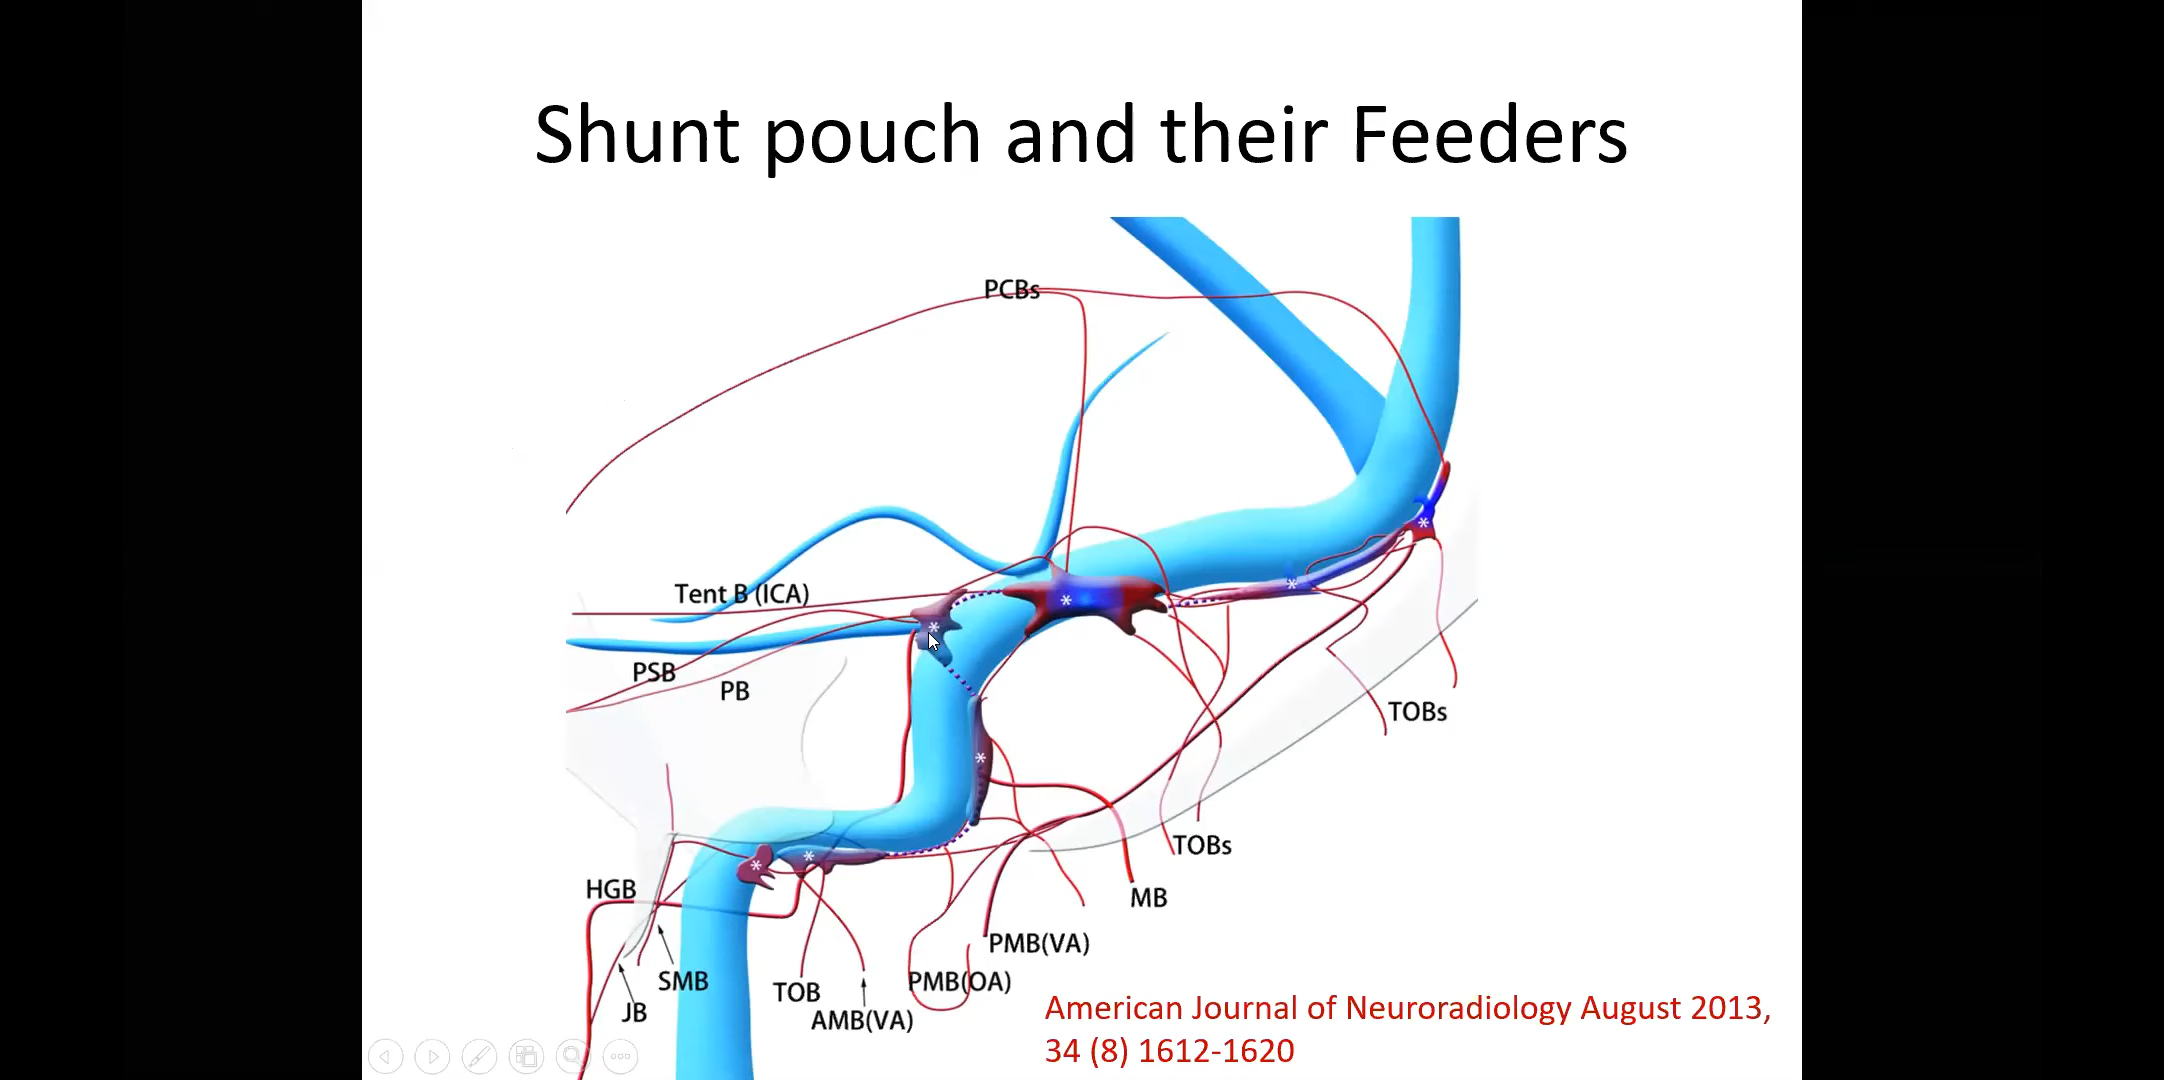 Shunt pouch and their Feeders
PCBs
Tent B (ICA)
PSB
PB
TOBs
TOBs
HGB
MB
PMB(VA)
SMB
PMB(OA)
TOB
JB
AMB(VA)
American Journal of Neuroradiology August 2013,
34 (8) 1612-1620